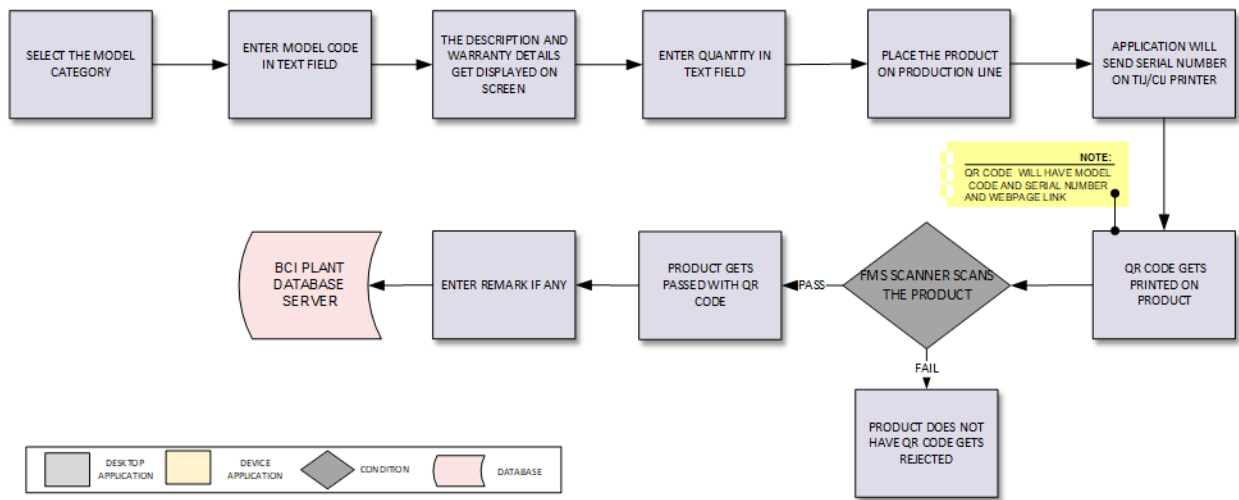 SELECT THE MODEL
CATEGORY
ENTER MODEL CODE
IN TEXT FIELD
THE DESCRIPTION AND
WARRANTY DETAILS
GET DISPLAYED ON
SCREEN
ENTER QUANTITY IN
TEXT FIELD
PLACE THE PRODUCT
ON PRODUCTION LINE
APPLICATION WILL
SEND SERIAL NUMBER
ON TIJ/CIJ PRINTER
NOTE:
QR CODE WILL HAVE MODEL
CODE AND SERIAL NUMBER
AND WEBPAGE LINK
BCI PLANT
DATABASE
SERVER
ENTER REMARK IF ANY
PRODUCT GETS
PASSED WITH QR
CODE
PASS
FMS SCANNER SCANS
THE PRODUCT
QR CODE GETS
PRINTED ON
PRODUCT
FAIL
PRODUCT DOES NOT
HAVE QR CODE GETS
REJECTED
DESKTOP
APPLICATION
DEVICE
APPLICATION
CONDITION
DATABASE